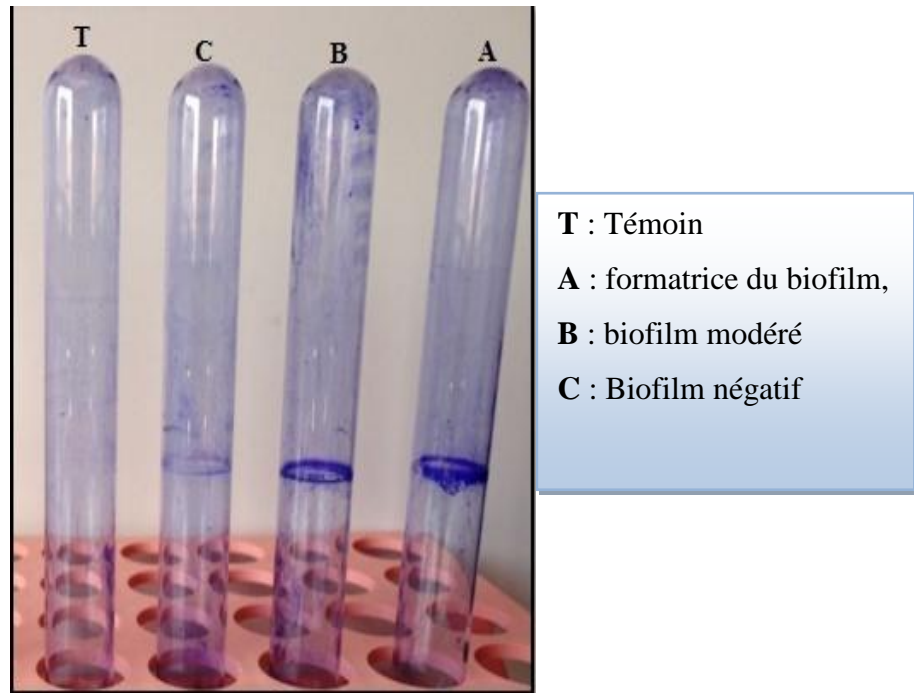 T C B A
T : Témoin
A : formatrice du biofilm,
B : biofilm modéré
C : Biofilm négatif